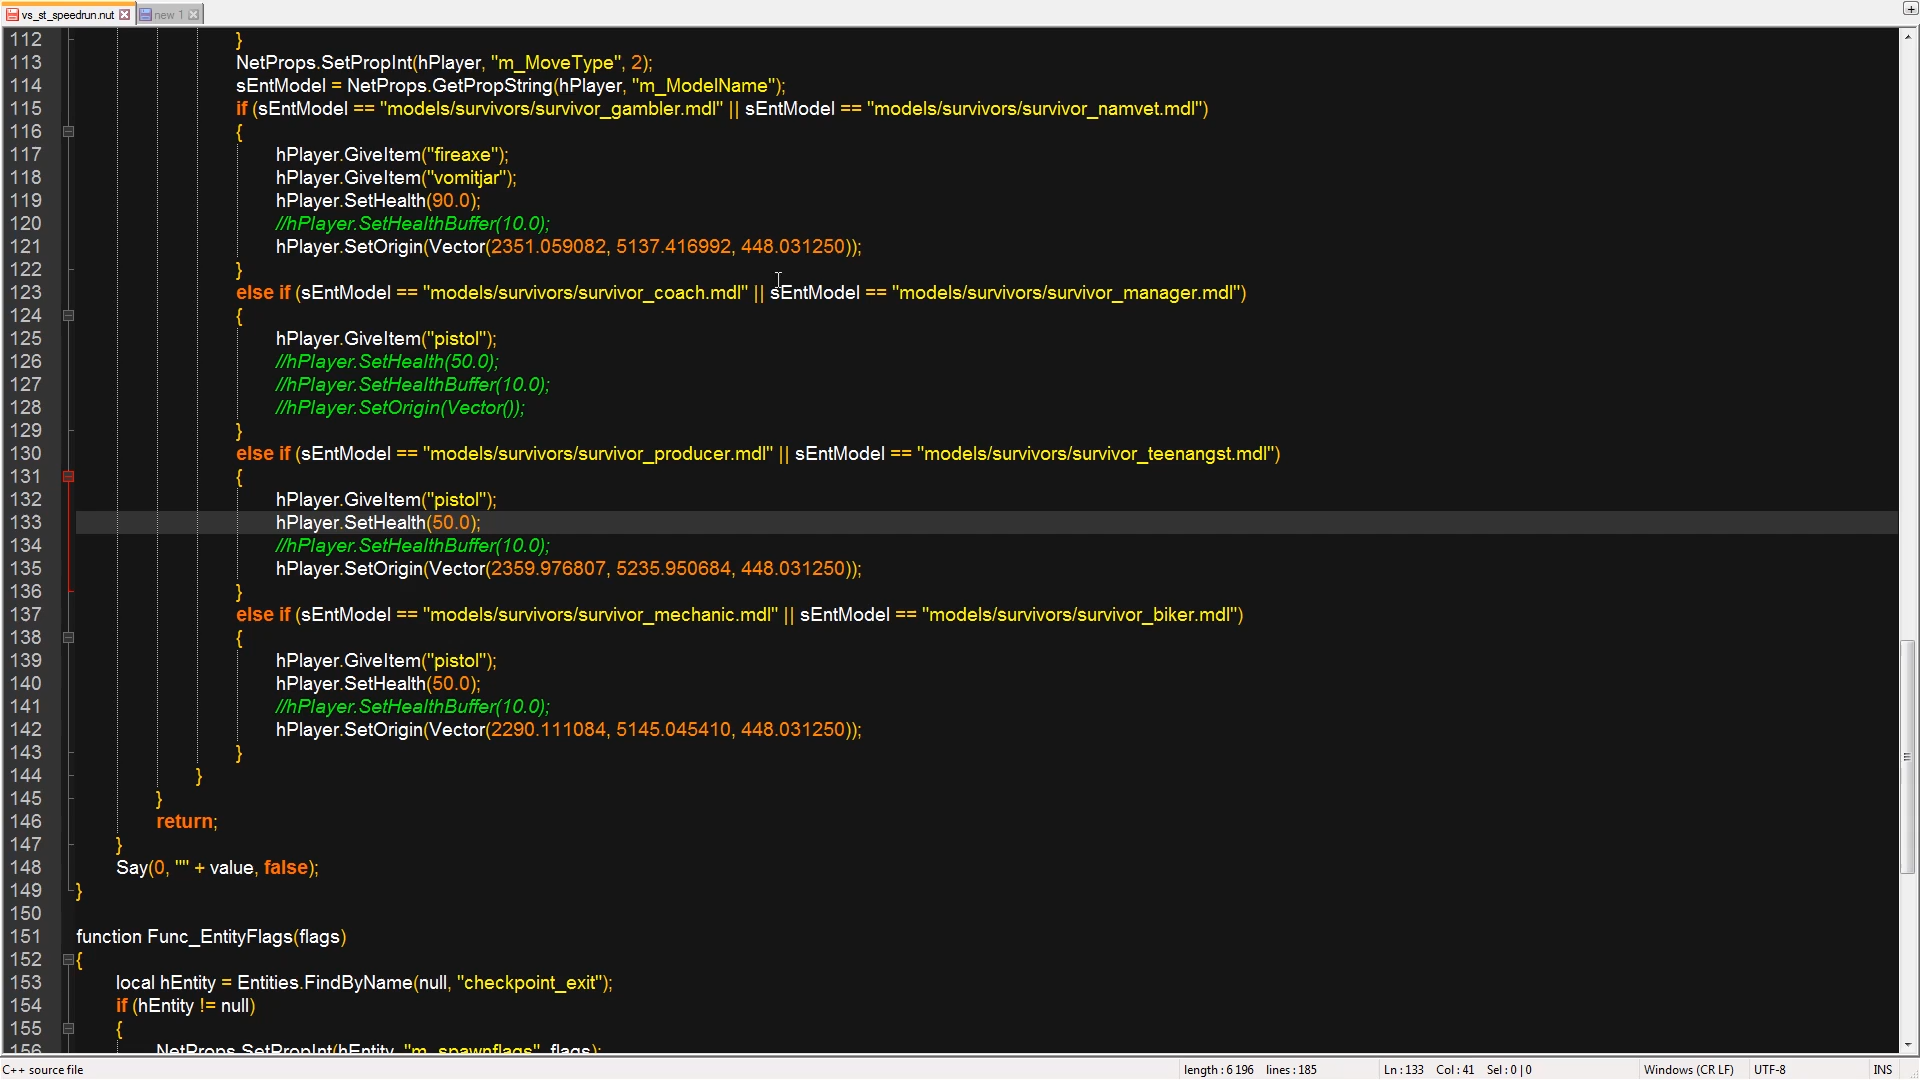 vs_st_speedrun.nut new 1
112 }
113 NetProps.SetPropInt(hPlayer, "m_MoveType", 2);
114 sEntModel = NetProps.GetPropString(hPlayer, "m_ModelName");
115 if (sEntModel == "models/survivors/survivor_gambler.mdl" || sEntModel == "models/survivors/survivor_namvet.mdl")
116 {
117 hPlayer.GiveItem("fireaxe");
118 hPlayer.GiveItem("vomitjar");
119 hPlayer.SetHealth(90.0);
120 //hPlayer.SetHealthBuffer(10.0);
121 hPlayer.SetOrigin(Vector(2351.059082, 5137.416992, 448.031250));
122 }
123 else if (sEntModel == "models/survivors/survivor_coach.mdl" || sEntModel == "models/survivors/survivor_manager.mdl")
124 {
125 hPlayer.GiveItem("pistol");
126 //hPlayer.SetHealth(50.0);
127 //hPlayer.SetHealthBuffer(10.0);
128 //hPlayer.SetOrigin(Vector());
129 }
130 else if (sEntModel == "models/survivors/survivor_producer.mdl" || sEntModel == "models/survivors/survivor_teenangst.mdl")
131 {
132 hPlayer.GiveItem("pistol");
133 hPlayer.SetHealth(50.0);
134 //hPlayer.SetHealthBuffer(10.0);
135 hPlayer.SetOrigin(Vector(2359.976807, 5235.950684, 448.031250));
136 }
137 else if (sEntModel == "models/survivors/survivor_mechanic.mdl" || sEntModel == "models/survivors/survivor_biker.mdl")
138 {
139 hPlayer.GiveItem("pistol");
140 hPlayer.SetHealth(50.0);
141 //hPlayer.SetHealthBuffer(10.0);
142 hPlayer.SetOrigin(Vector(2290.111084, 5145.045410, 448.031250));
143 }
144 }
145 }
146 return;
147 }
148 Say(0, "" + value, false);
149 }
150
151 function Func_EntityFlags(flags)
152 {
153 local hEntity = Entities.FindByName(null, "checkpoint_exit");
154 if (hEntity != null)
155 {
156 NetProps.SetPropInt(hEntity, "m_spawnflags", flags);
C++ source file length : 6 196 lines : 185 Ln : 133 Col : 41 Sel : 0 | 0 Windows (CR LF) UTF-8 INS